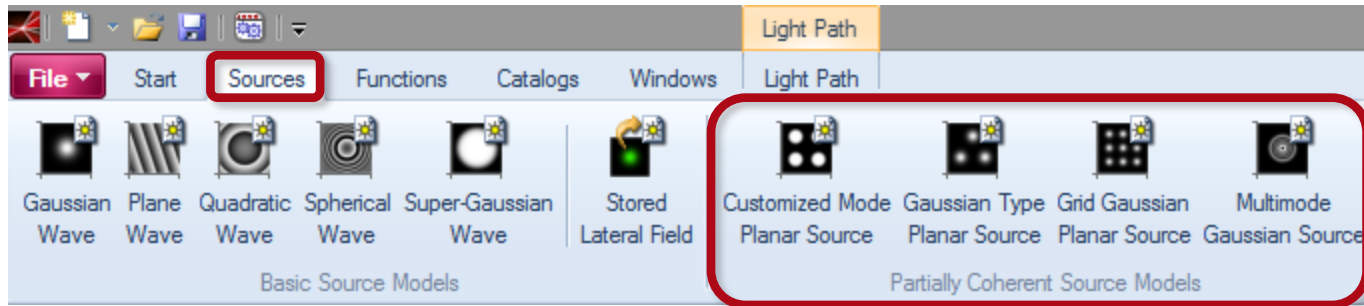 Light Path
File Start Sources Functions Catalogs Windows Light Path
Gaussian Plane Quadratic Spherical Super-Gaussian Stored Customized Mode Gaussian Type Grid Gaussian Multimode
Wave Wave Wave Wave Wave Lateral Field Planar Source Planar Source Planar Source Gaussian Source
Basic Source Models Partially Coherent Source Models